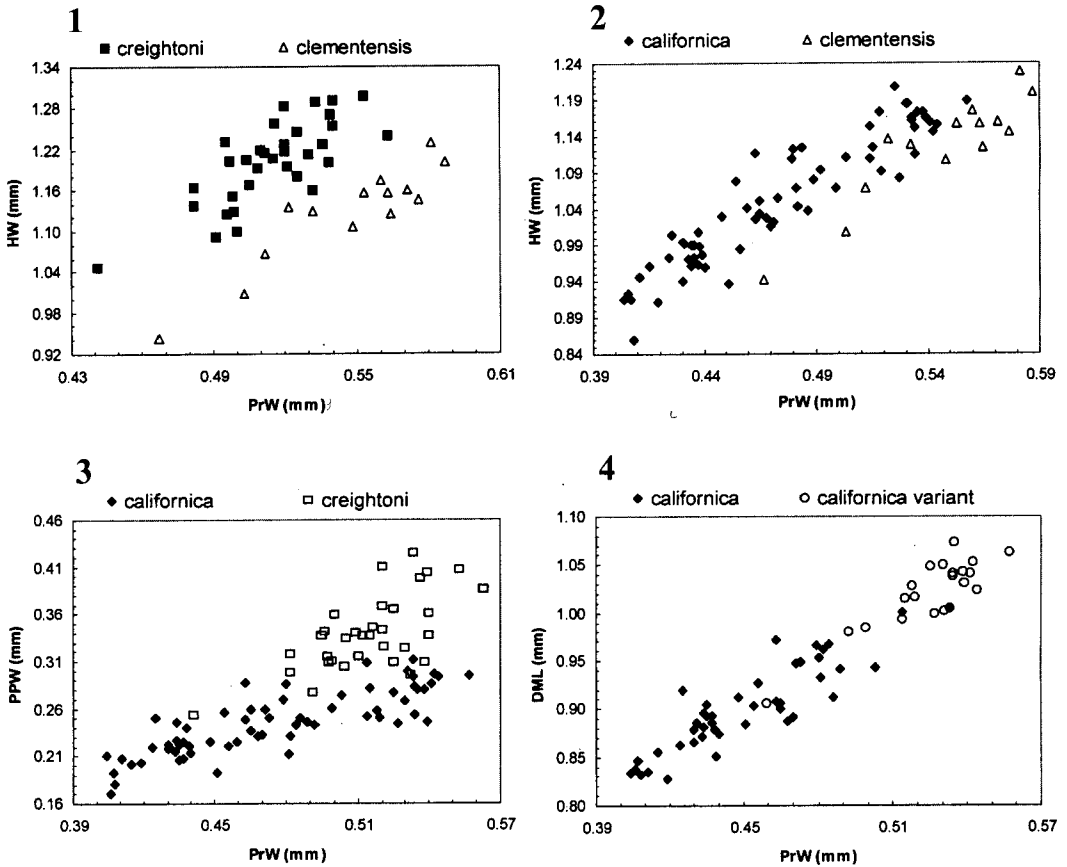 1
creightoni clementensis
1.34
1.28
1.22
1.16
1.10
1.04
0.98
0.92
HW (mm)
0.43 0.49 0.55 0.61
PrW (mm)
2
californica clementensis
1.24
1.19
1.14
1.09
1.04
0.99
0.94
0.89
0.84
HW (mm)
0.39 0.44 0.49 0.54 0.59
PrW (mm)
3
californica creightoni
0.46
0.41
0.36
0.31
0.26
0.21
0.16
PPW (mm)
0.39 0.45 0.51 0.57
PrW (mm)
4
californica californica variant
1.10
1.05
1.00
0.95
0.90
0.85
0.80
DML (mm)
0.39 0.45 0.51 0.57
PrW (mm)